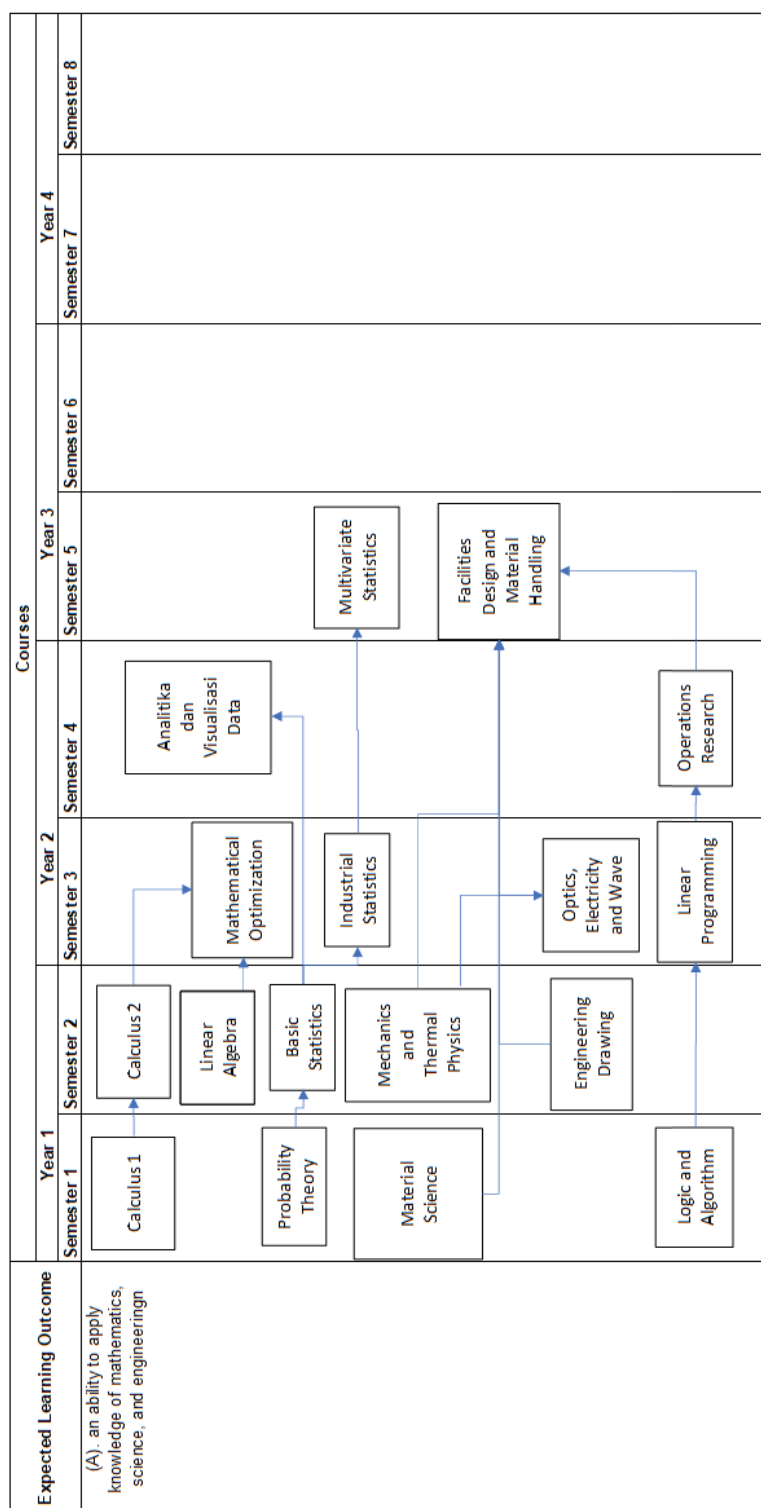 Expected Learning Outcome
Courses
Year 1
Year 2
Year 3
Year 4
Semester 1
Semester 2
Semester 3
Semester 4
Semester 5
Semester 6
Semester 7
Semester 8
(A). an ability to apply
knowledge of mathematics,
science, and engineeringn
Calculus 1
Calculus 2
Linear
Algebra
Mathematical
Optimization
Analitika
dan
Visualisasi
Data
Probability
Theory
Basic
Statistics
Industrial
Statistics
Multivariate
Statistics
Material
Science
Mechanics
and
Thermal
Physics
Facilities
Design and
Material
Handling
Engineering
Drawing
Optics,
Electricity
and Wave
Logic and
Algorithm
Linear
Programming
Operations
Research